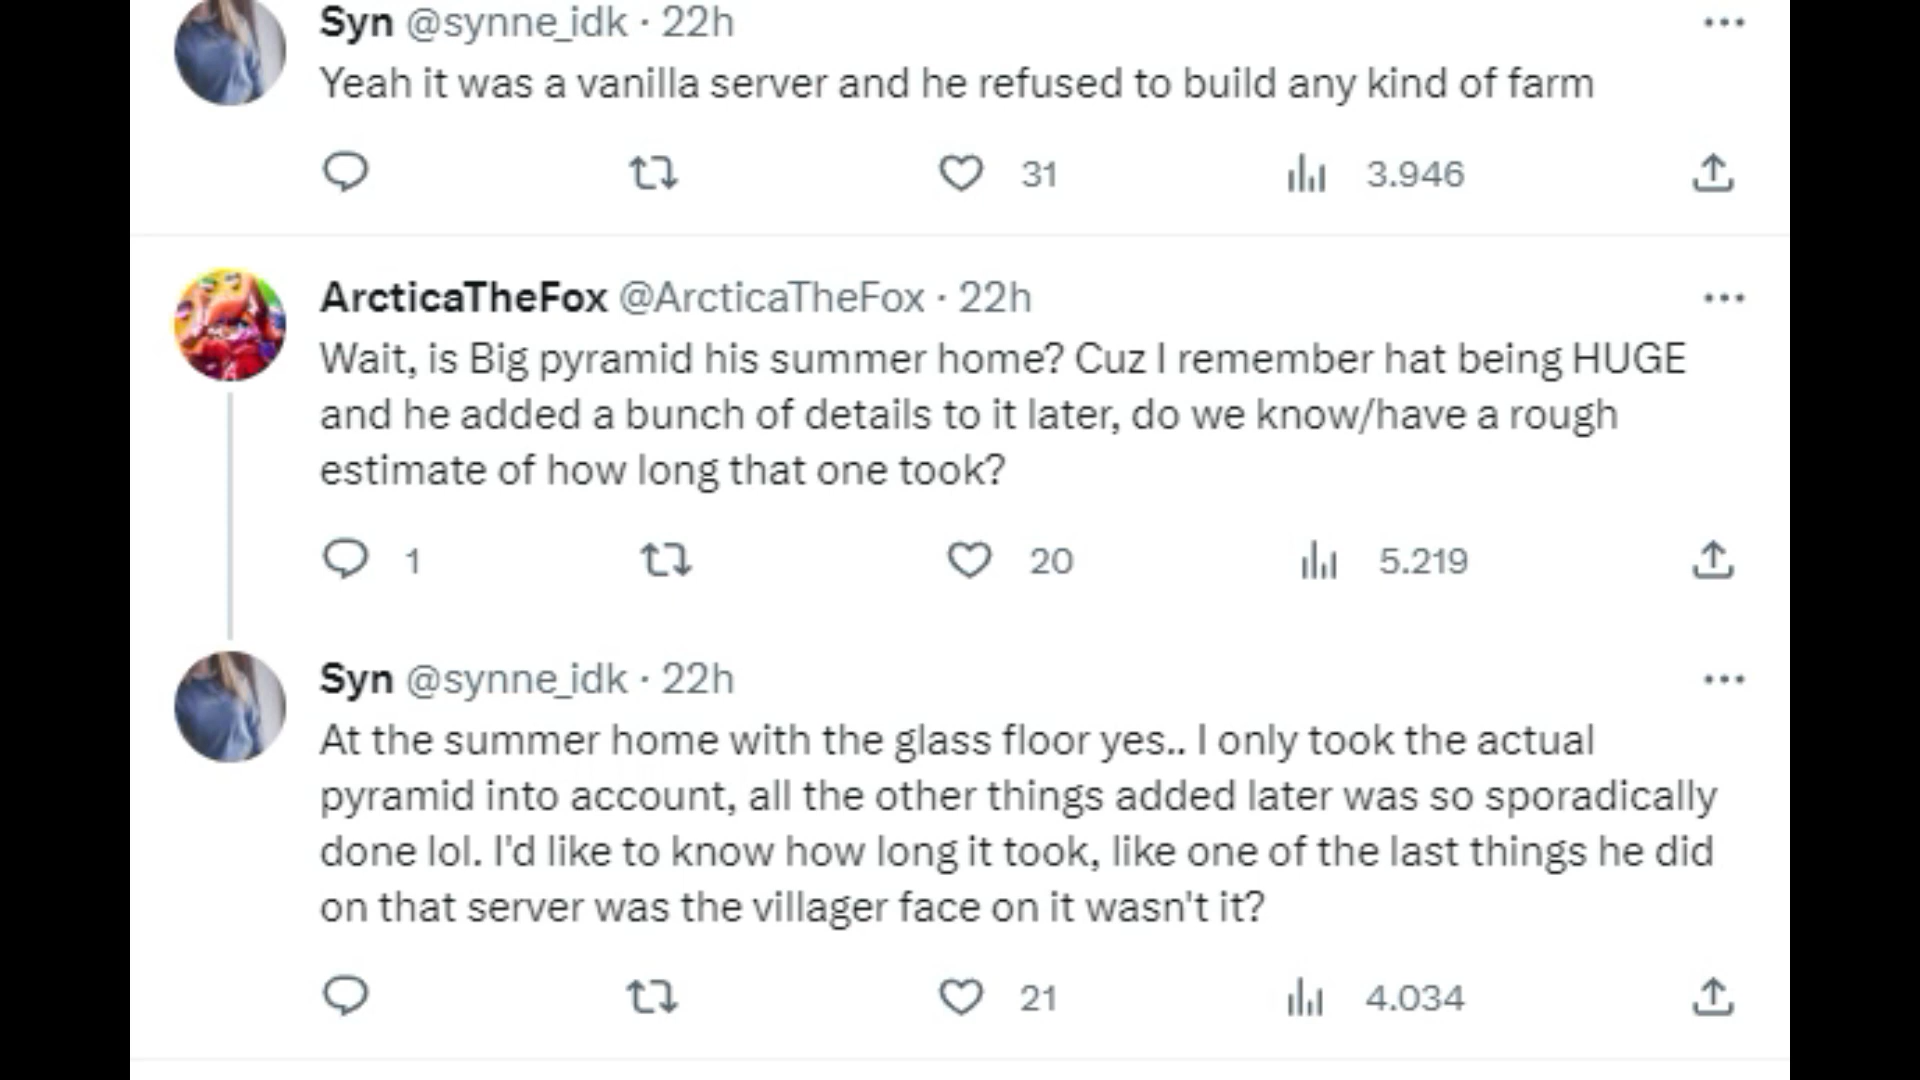 Syn @synne_idk · 22h
Yeah it was a vanilla server and he refused to build any kind of farm
31 3.946
ArcticaTheFox @ArcticaTheFox · 22h
Wait, is Big pyramid his summer home? Cuz I remember hat being HUGE
and he added a bunch of details to it later, do we know/have a rough
estimate of how long that one took?
1 20 5.219
Syn @synne_idk · 22h
At the summer home with the glass floor yes.. I only took the actual
pyramid into account, all the other things added later was so sporadically
done lol. I'd like to know how long it took, like one of the last things he did
on that server was the villager face on it wasn't it?
21 4.034